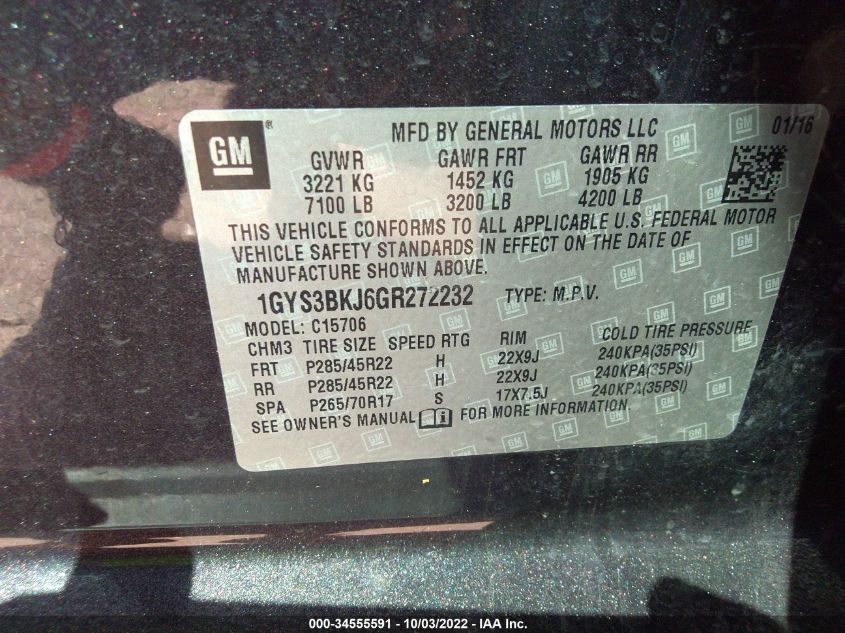 GM ® MFD BY GENERAL MOTORS LLC 01/16
GVWR GAWR FRT GAWR RR
3221 KG 1452 KG 1905 KG
7100 LB 3200 LB 4200 LB
THIS VEHICLE CONFORMS TO ALL APPLICABLE U.S. FEDERAL MOTOR
VEHICLE SAFETY STANDARDS IN EFFECT ON THE DATE OF
MANUFACTURE SHOWN ABOVE.
1GYS3BKJ6GR272232 TYPE: M.P.V.
MODEL: C15706
CHM3 TIRE SIZE SPEED RTG RIM COLD TIRE PRESSURE
FRT P285/45R22 H 22X9J 240KPA(35PSI)
RR P285/45R22 H 22X9J 240KPA(35PSI)
SPA P265/70R17 S 17X7.5J 240KPA(35PSI)
SEE OWNER'S MANUAL i FOR MORE INFORMATION.
000-34555591 - 10/03/2022 - IAA Inc.